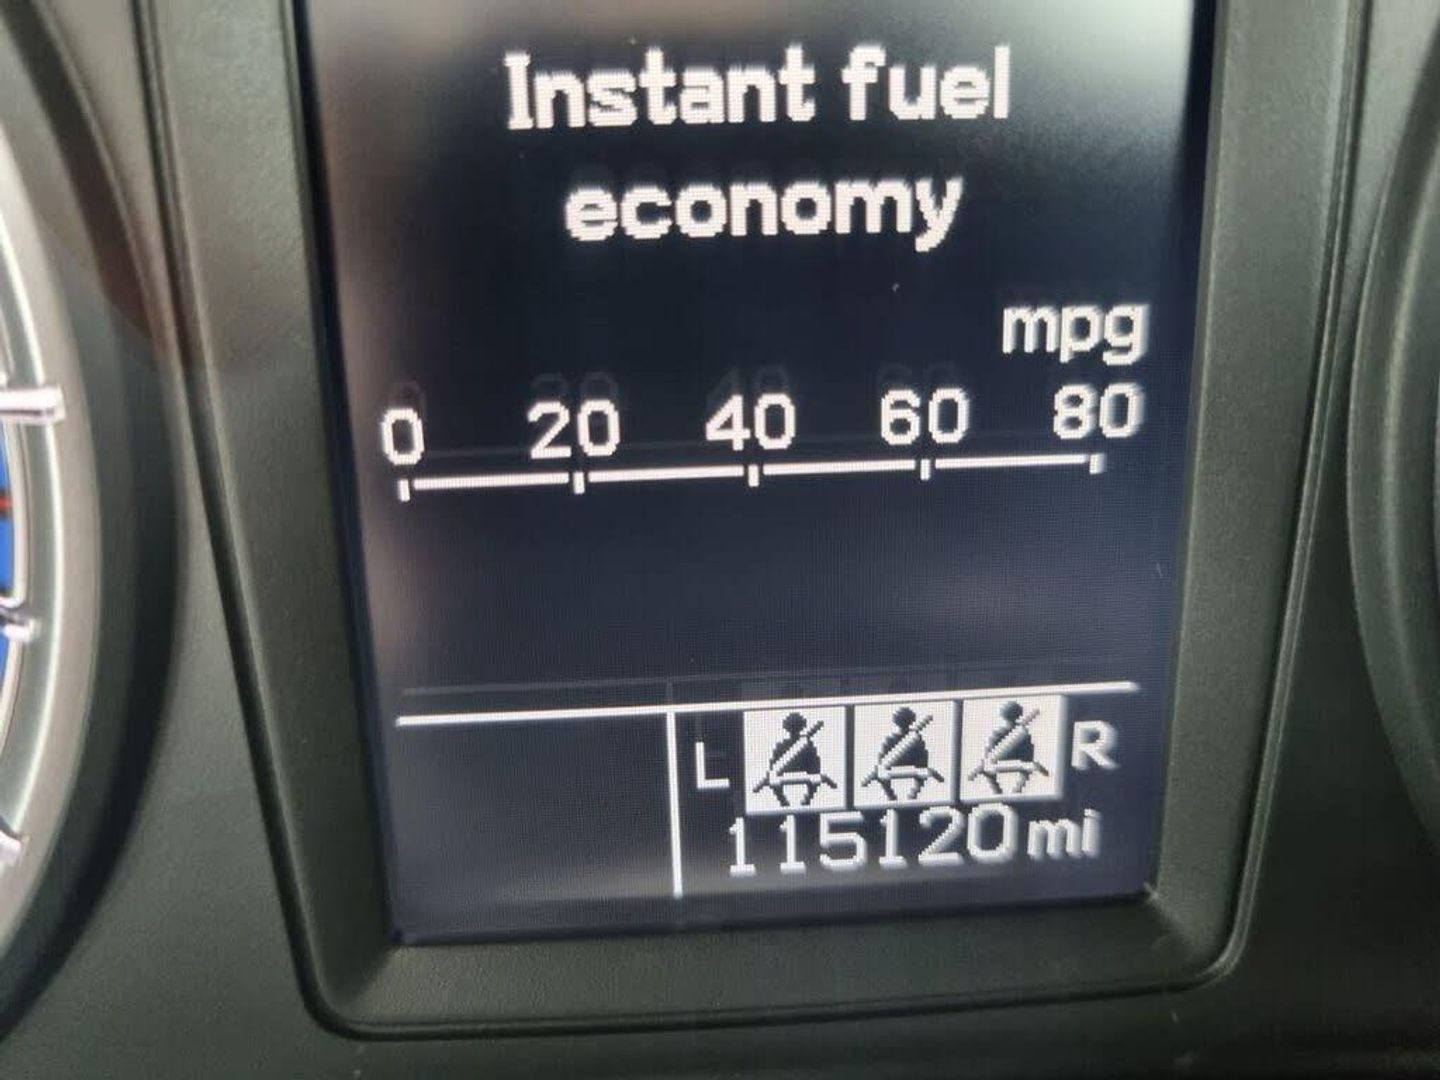 Instant fuel
economy
mpg
0 20 40 60 80
L R
115120mi